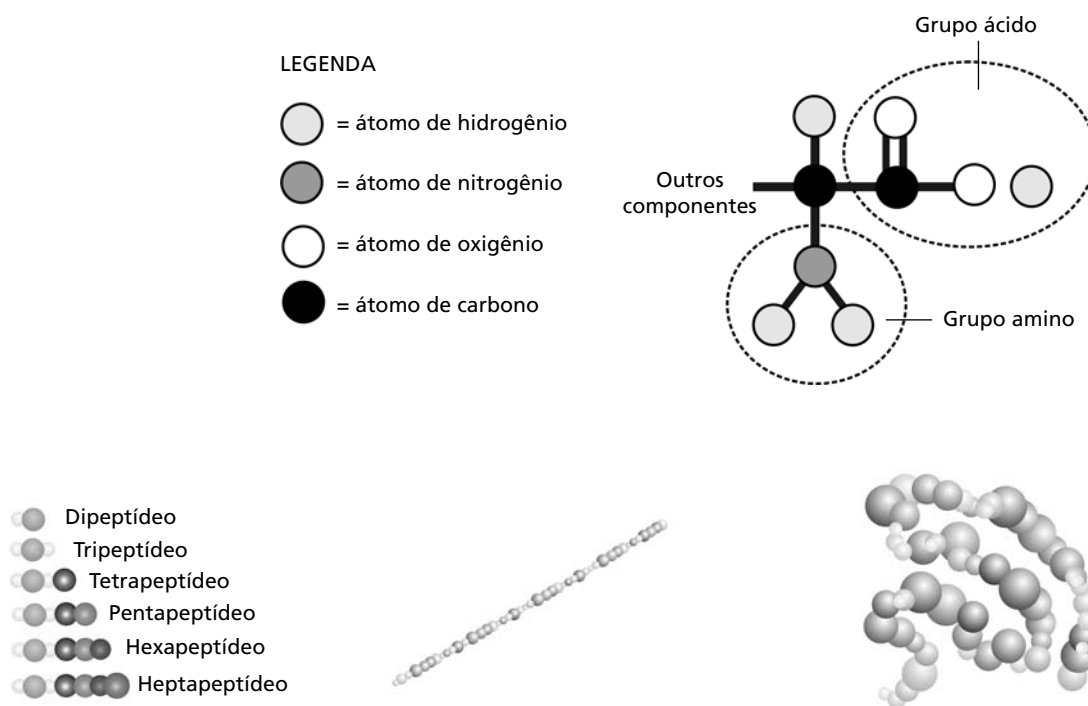 Grupo ácido
LEGENDA
= átomo de hidrogênio
= átomo de nitrogênio
= átomo de oxigênio
= átomo de carbono
Outros
componentes
Grupo amino
Dipeptídeo
Tripeptídeo
Tetrapeptídeo
Pentapeptídeo
Hexapeptídeo
Heptapeptídeo